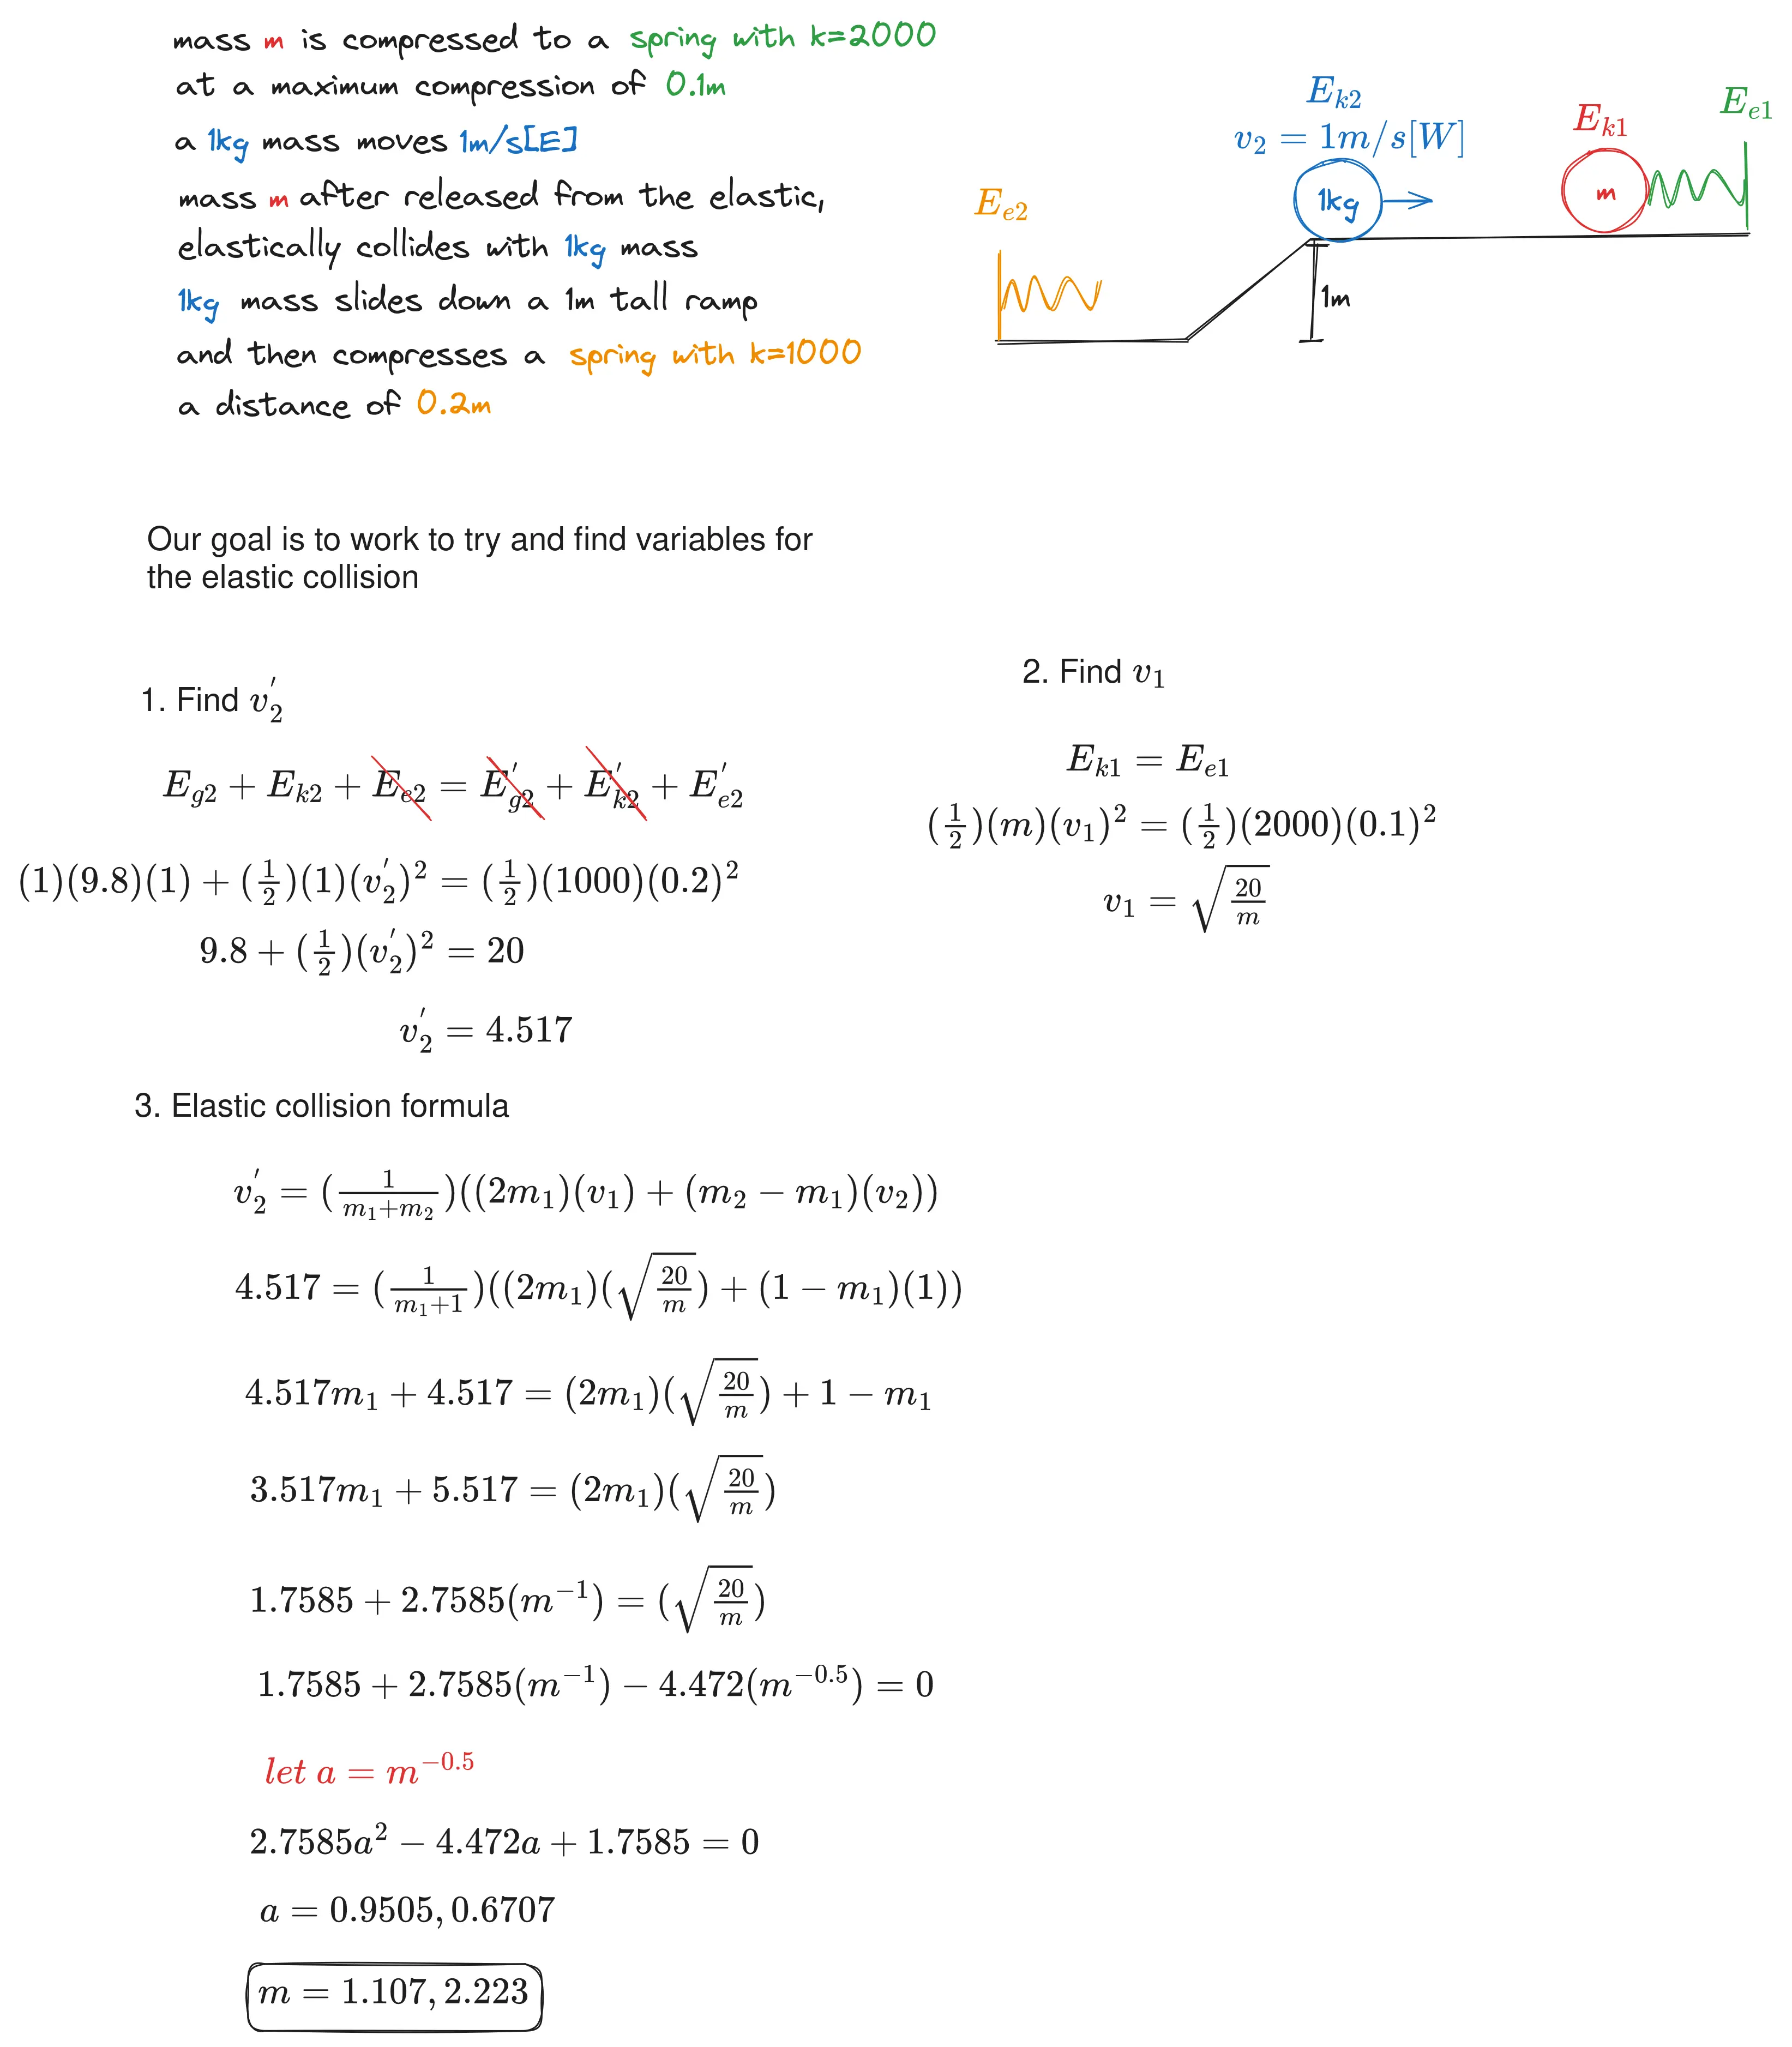 mass m is compressed to a spring with k=2000
at a maximum compression of 0.1m
a 1kg mass moves 1m/s[E]
mass m after released from the elastic,
elastically collides with 1kg mass
1kg mass slides down a 1m tall ramp
and then compresses a spring with k=1000
a distance of 0.2m
E_{e2}
E_{k2}
v_2 = 1m/s[W]
1kg
1m
E_{k1}
m
E_{e1}
Our goal is to work to try and find variables for
the elastic collision
1. Find v_2^'
E_{g2} + E_{k2} + E_{e2} = E_{g2}^' + E_{k2}^' + E_{e2}^'
(1)(9.8)(1) + (\frac{1}{2})(1)(v_2^')^2 = (\frac{1}{2})(1000)(0.2)^2
9.8 + (\frac{1}{2})(v_2^')^2 = 20
v_2^' = 4.517
2. Find v_1
E_{k1} = E_{e1}
(\frac{1}{2})(m)(v_1)^2 = (\frac{1}{2})(2000)(0.1)^2
v_1 = \sqrt{\frac{20}{m}}
3. Elastic collision formula
v_2^' = (\frac{1}{m_1+m_2})((2m_1)(v_1) + (m_2 − m_1)(v_2))
4.517 = (\frac{1}{m_1+1})((2m_1)(\sqrt{\frac{20}{m}}) + (1 − m_1)(1))
4.517m_1 + 4.517 = (2m_1)(\sqrt{\frac{20}{m}}) + 1 − m_1
3.517m_1 + 5.517 = (2m_1)(\sqrt{\frac{20}{m}})
1.7585 + 2.7585(m^{−1}) = (\sqrt{\frac{20}{m}})
1.7585 + 2.7585(m^{−1}) − 4.472(m^{−0.5}) = 0
let a = m^{−0.5}
2.7585a^2 − 4.472a + 1.7585 = 0
a = 0.9505, 0.6707
m = 1.107, 2.223